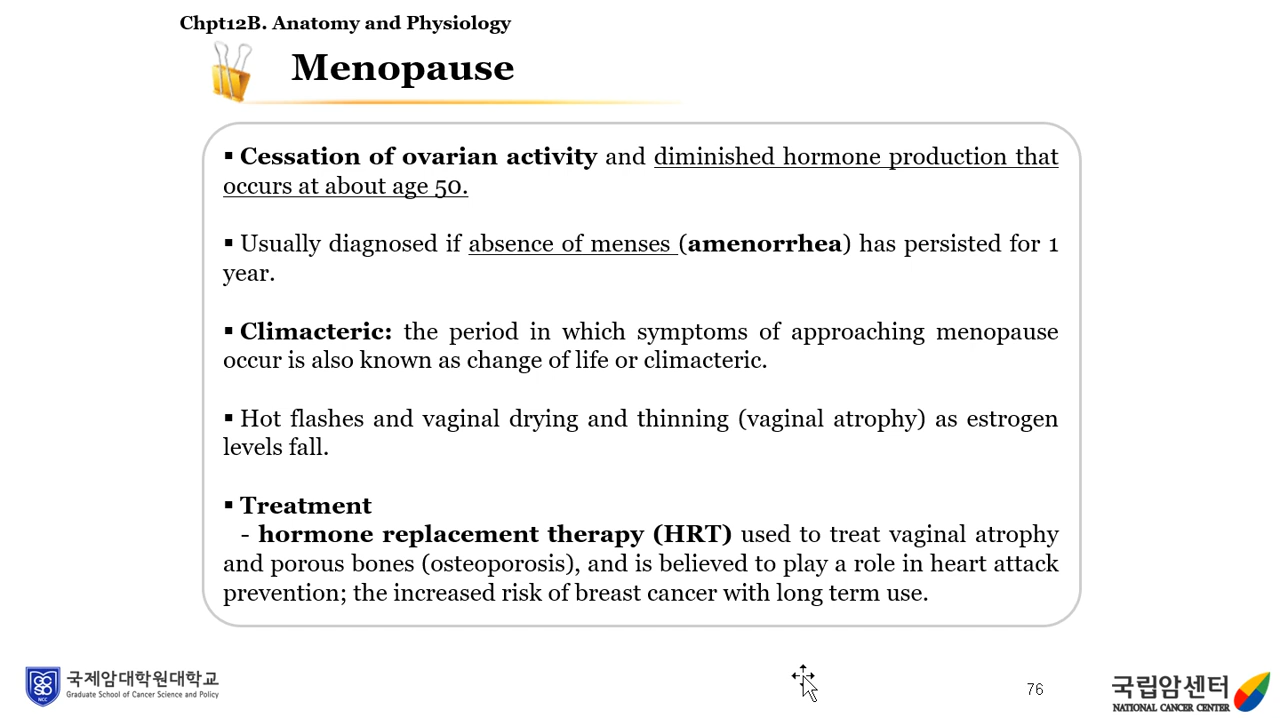 Chpt12B. Anatomy and Physiology
Menopause
▪ Cessation of ovarian activity and diminished hormone production that
occurs at about age 50.
▪ Usually diagnosed if absence of menses (amenorrhea) has persisted for 1
year.
▪ Climacteric: the period in which symptoms of approaching menopause
occur is also known as change of life or climacteric.
▪ Hot flashes and vaginal drying and thinning (vaginal atrophy) as estrogen
levels fall.
▪ Treatment
- hormone replacement therapy (HRT) used to treat vaginal atrophy
and porous bones (osteoporosis), and is believed to play a role in heart attack
prevention; the increased risk of breast cancer with long term use.
NCC
국제암대학원대학교
Graduate School of Cancer Science and Policy
76
국립암센터
NATIONAL CANCER CENTER